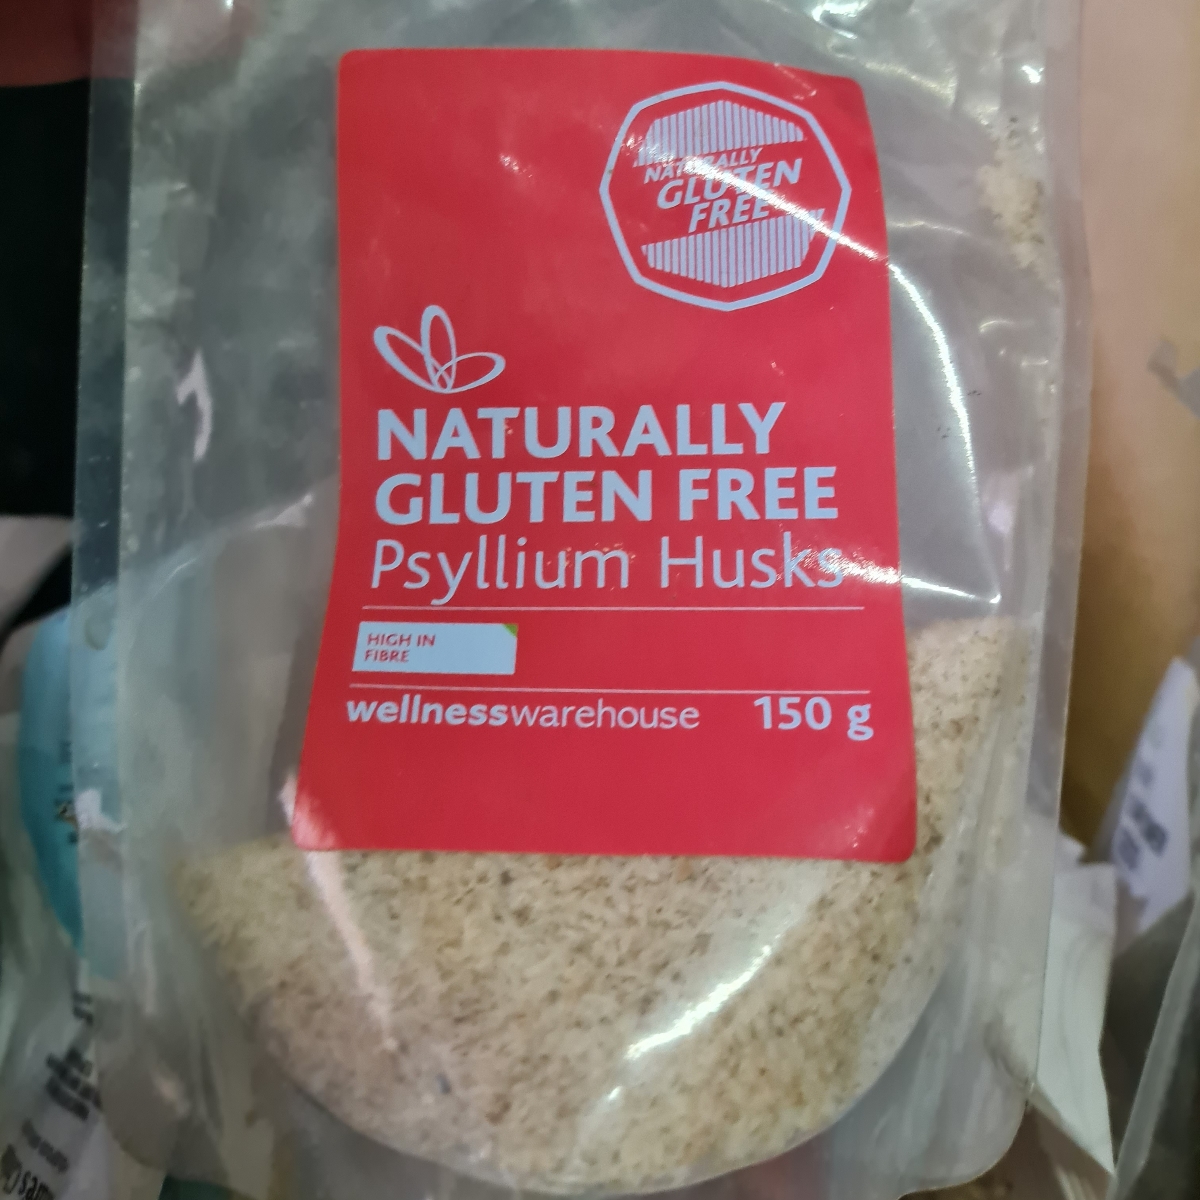 NATURALLY
GLUTEN
FREE
NATURALLY
GLUTEN FREE
Psyllium Husks
HIGH IN
FIBRE
wellnesswarehouse 150 g